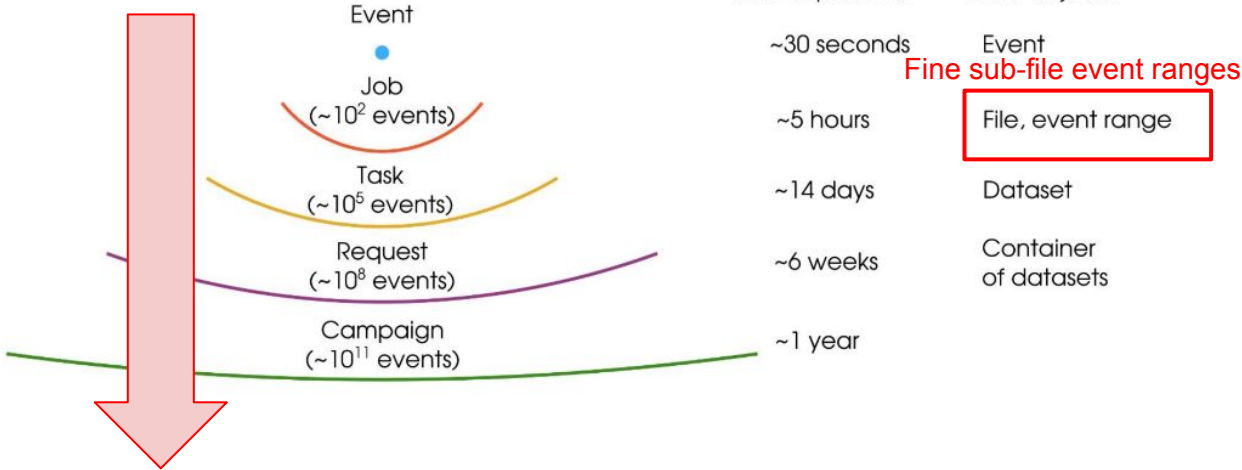 Event
~30 seconds
Event
Fine sub-file event ranges
Job
(~10² events)
~5 hours
File, event range
Task
(~10⁵ events)
~14 days
Dataset
Request
(~10⁸ events)
~6 weeks
Container
of datasets
Campaign
(~10¹¹ events)
~1 year